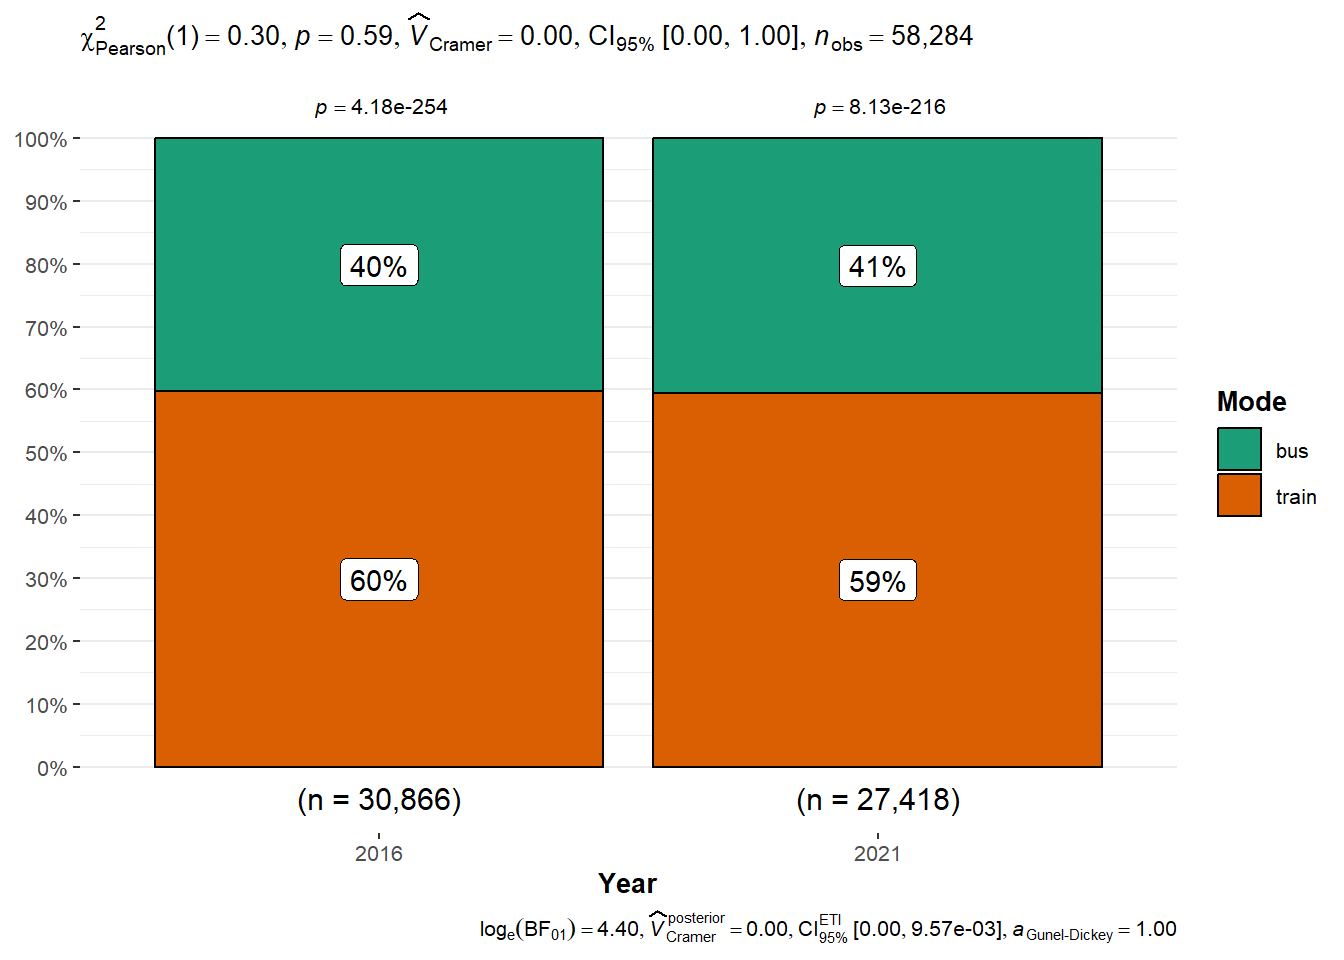 χ²Pearson(1) = 0.30, p = 0.59, V̂Cramer = 0.00, CI95% [0.00, 1.00], nobs = 58,284
p = 4.18e-254
p = 8.13e-216
100%
90%
80%
70%
60%
50%
40%
30%
20%
10%
0%
40%
41%
60%
59%
Mode
bus
train
(n = 30,866)
(n = 27,418)
2016
2021
Year
loge(BF01) = 4.40, V̂Cramer posterior = 0.00, CI95% ETI [0.00, 9.57e-03], aGunel-Dickey = 1.00